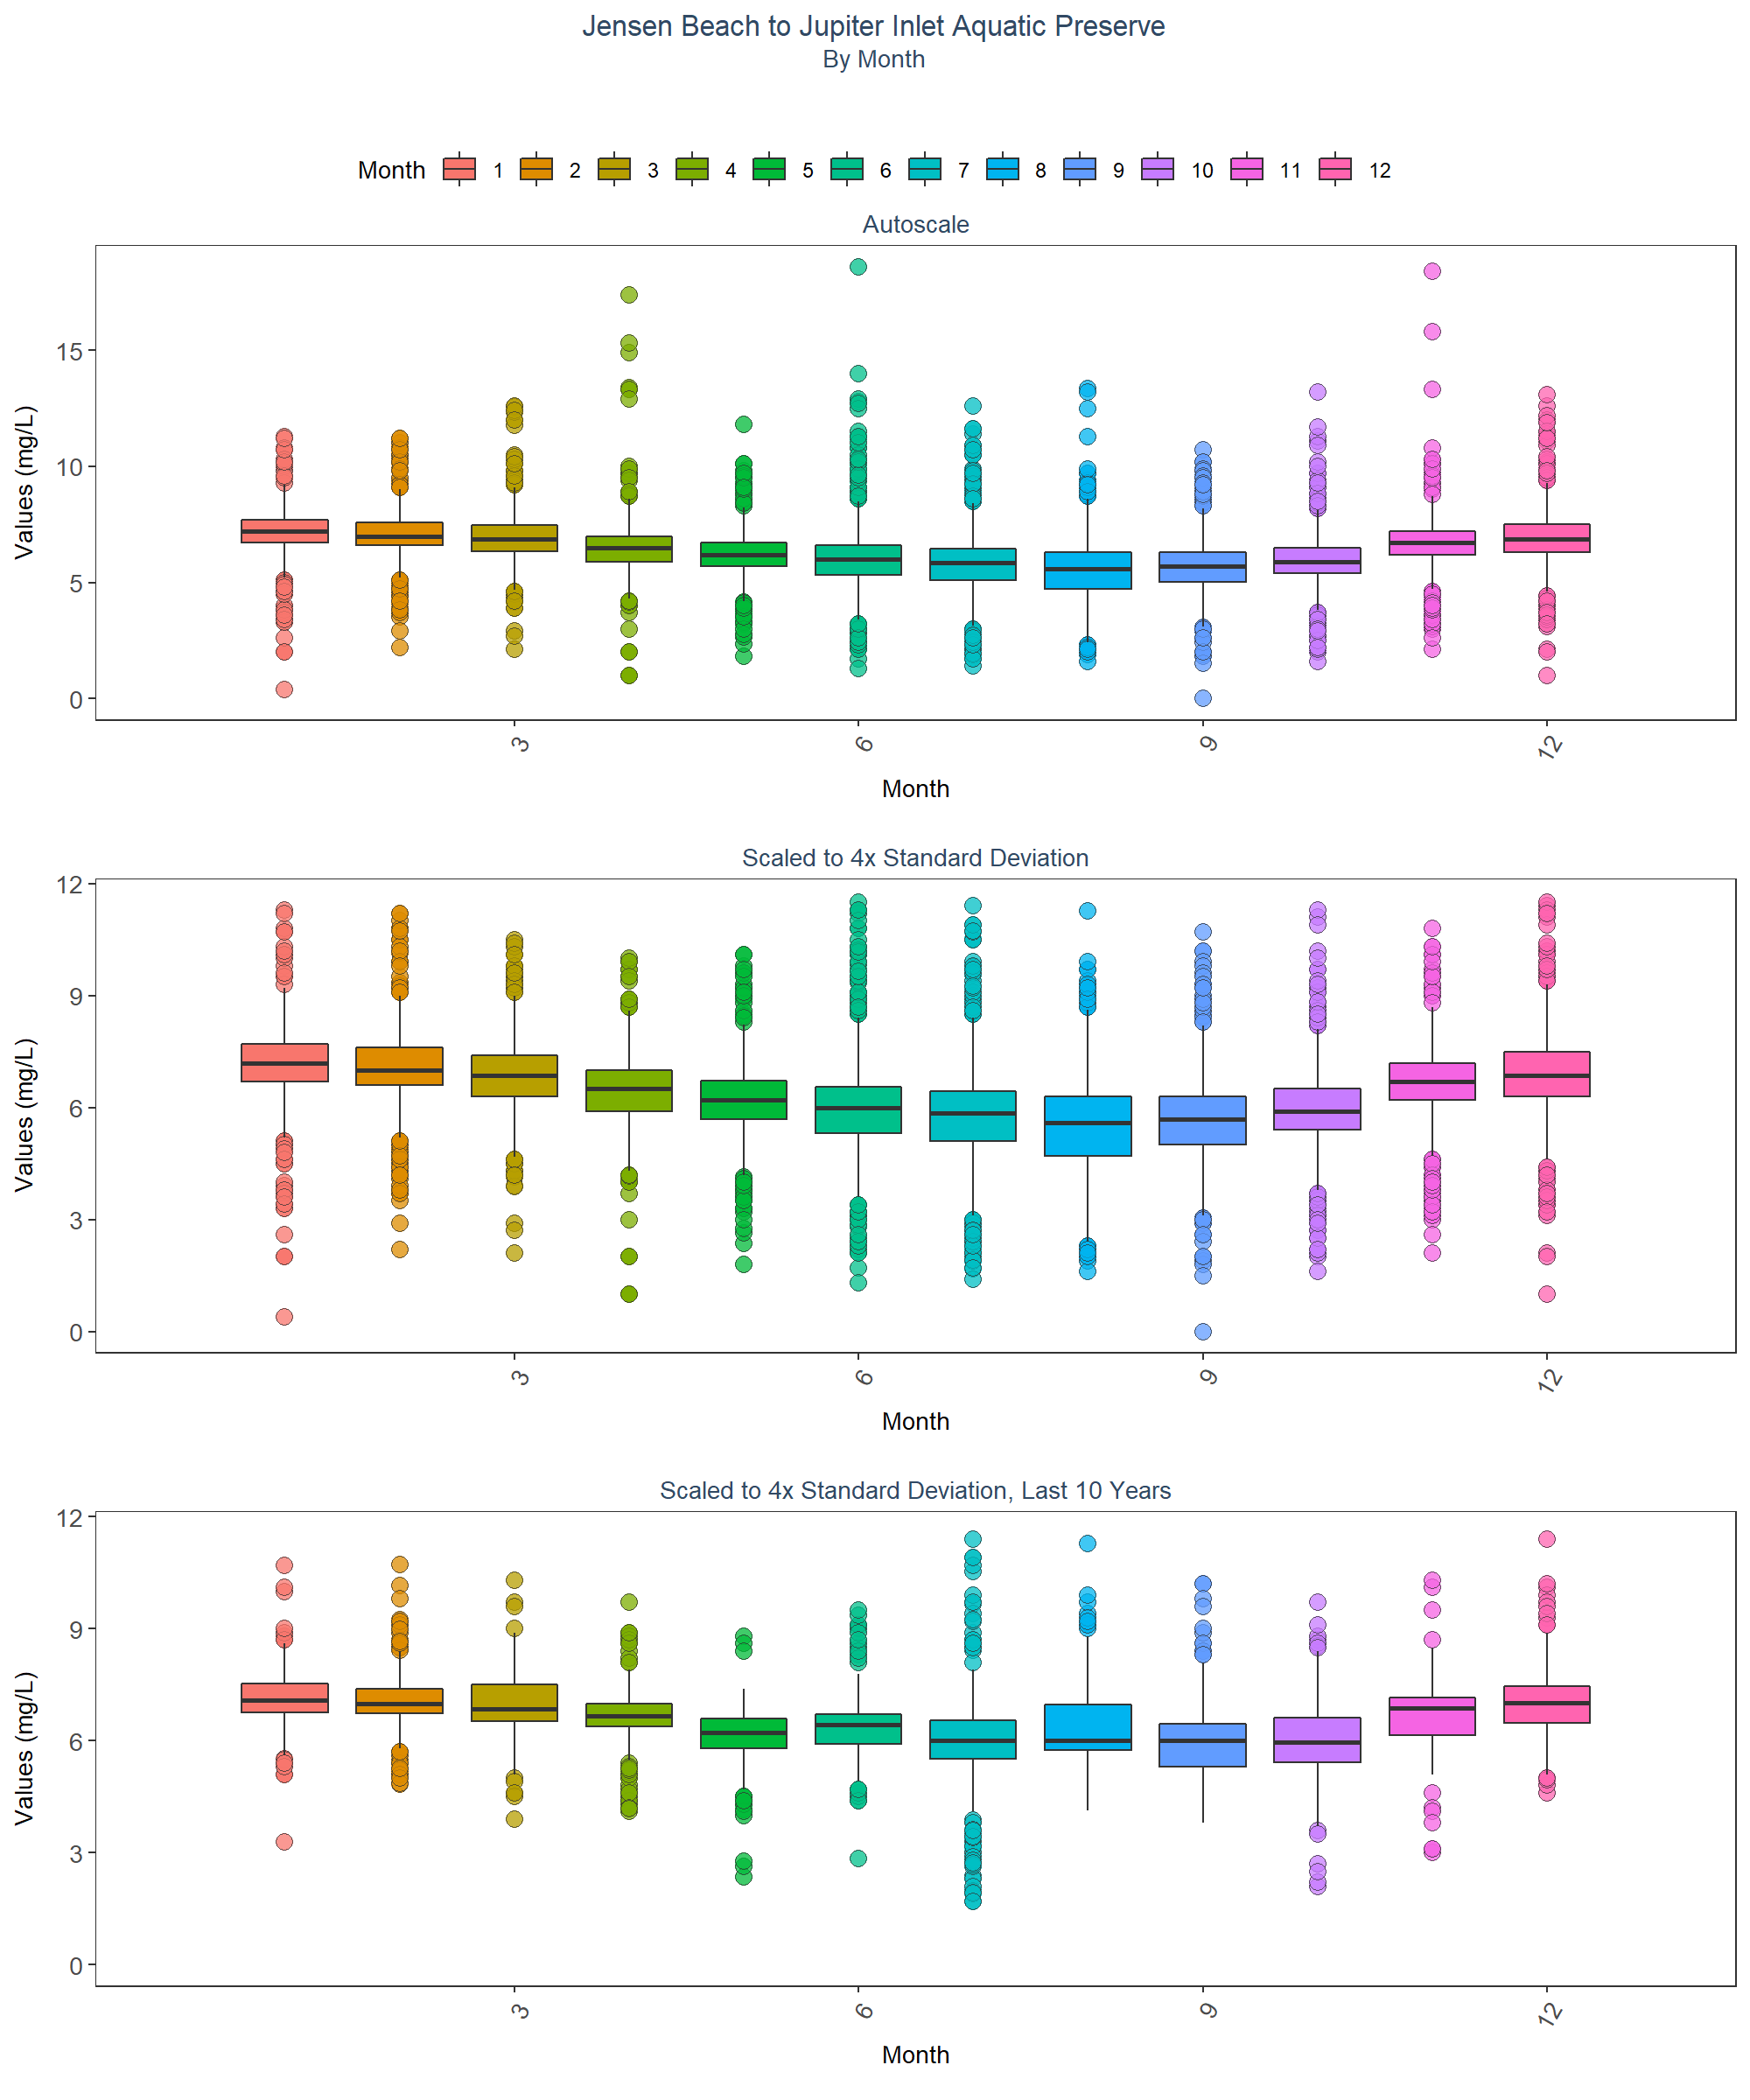 Jensen Beach to Jupiter Inlet Aquatic Preserve
By Month
Month 1 2 3 4 5 6 7 8 9 10 11 12
Autoscale
Values (mg/L)
15
10
5
0
3 6 9 12
Month
Scaled to 4x Standard Deviation
Values (mg/L)
12
9
6
3
0
3 6 9 12
Month
Scaled to 4x Standard Deviation, Last 10 Years
Values (mg/L)
12
9
6
3
0
3 6 9 12
Month